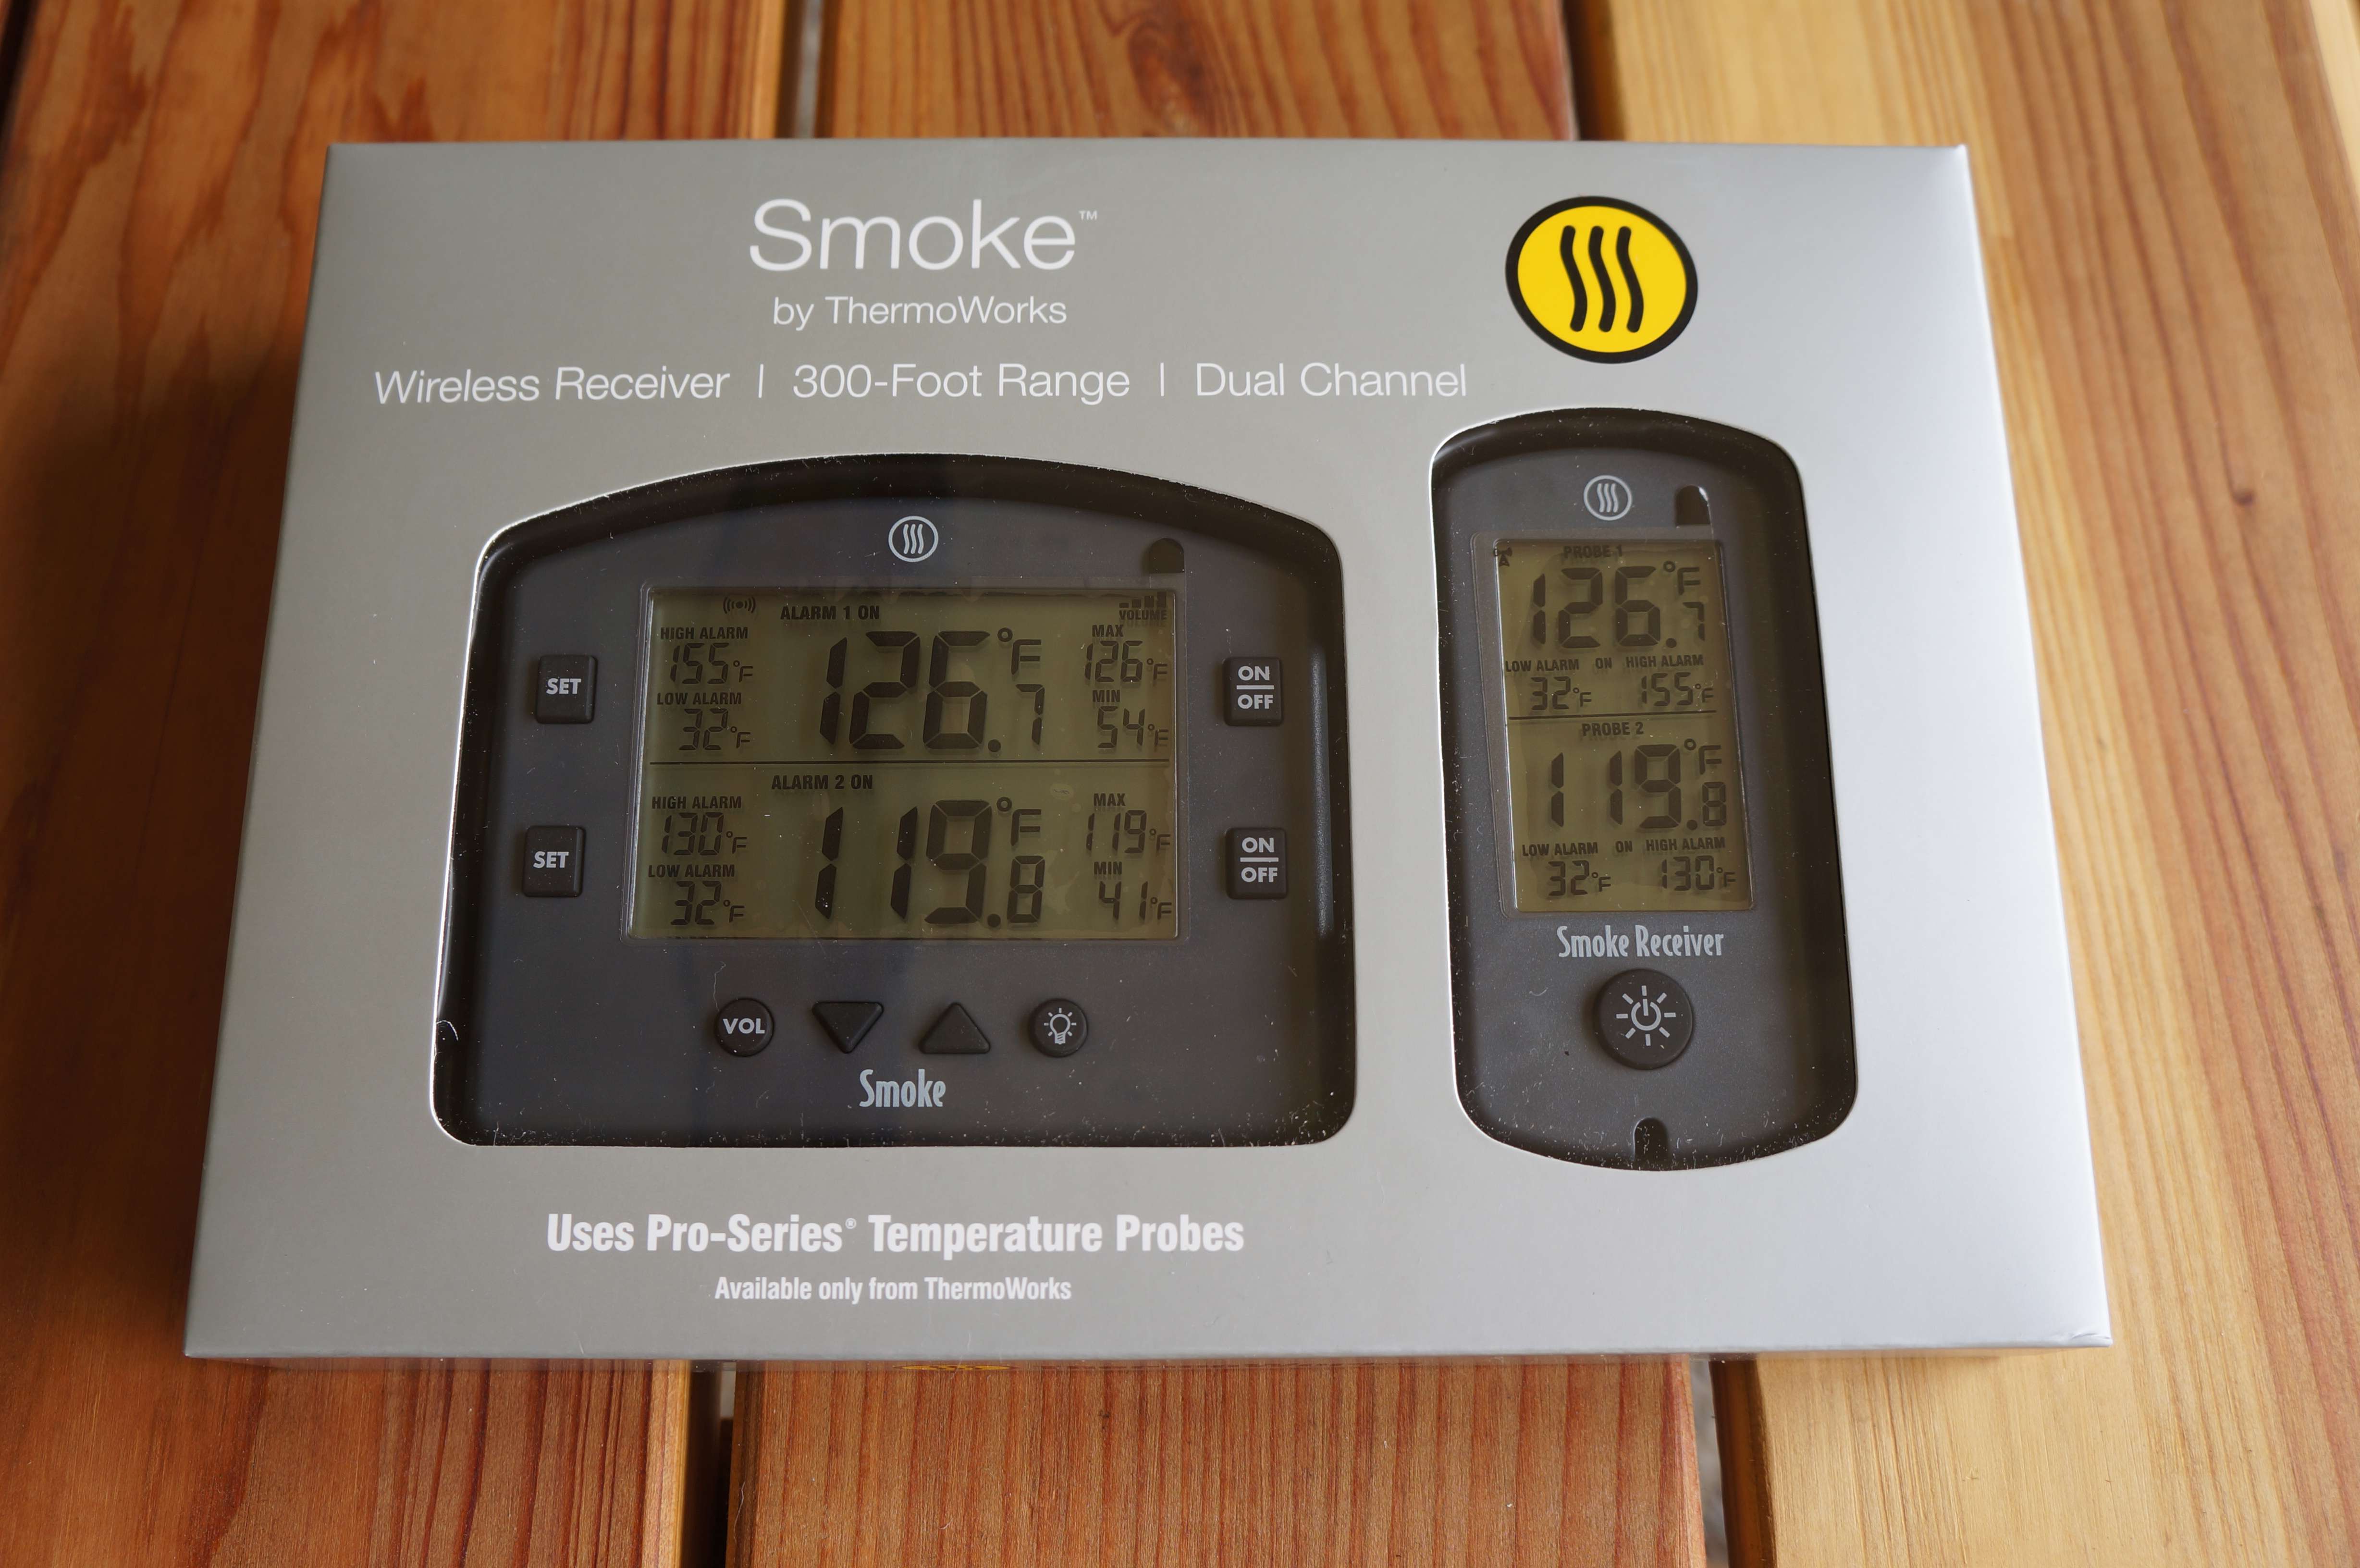 Smoke™
by ThermoWorks
Wireless Receiver | 300-Foot Range | Dual Channel
ALARM 1 ON
VOLUME
HIGH ALARM
155°F
LOW ALARM
32°F
126.7°F
MAX
126°F
MIN
54°F
ALARM 2 ON
HIGH ALARM
130°F
LOW ALARM
32°F
119.8°F
MAX
119°F
MIN
41°F
SET
SET
ON
OFF
ON
OFF
VOL
Smoke
PROBE 1
126.7°F
LOW ALARM ON HIGH ALARM
32°F 155°F
PROBE 2
119.8°F
LOW ALARM ON HIGH ALARM
32°F 130°F
Smoke Receiver
Uses Pro-Series® Temperature Probes
Available only from ThermoWorks